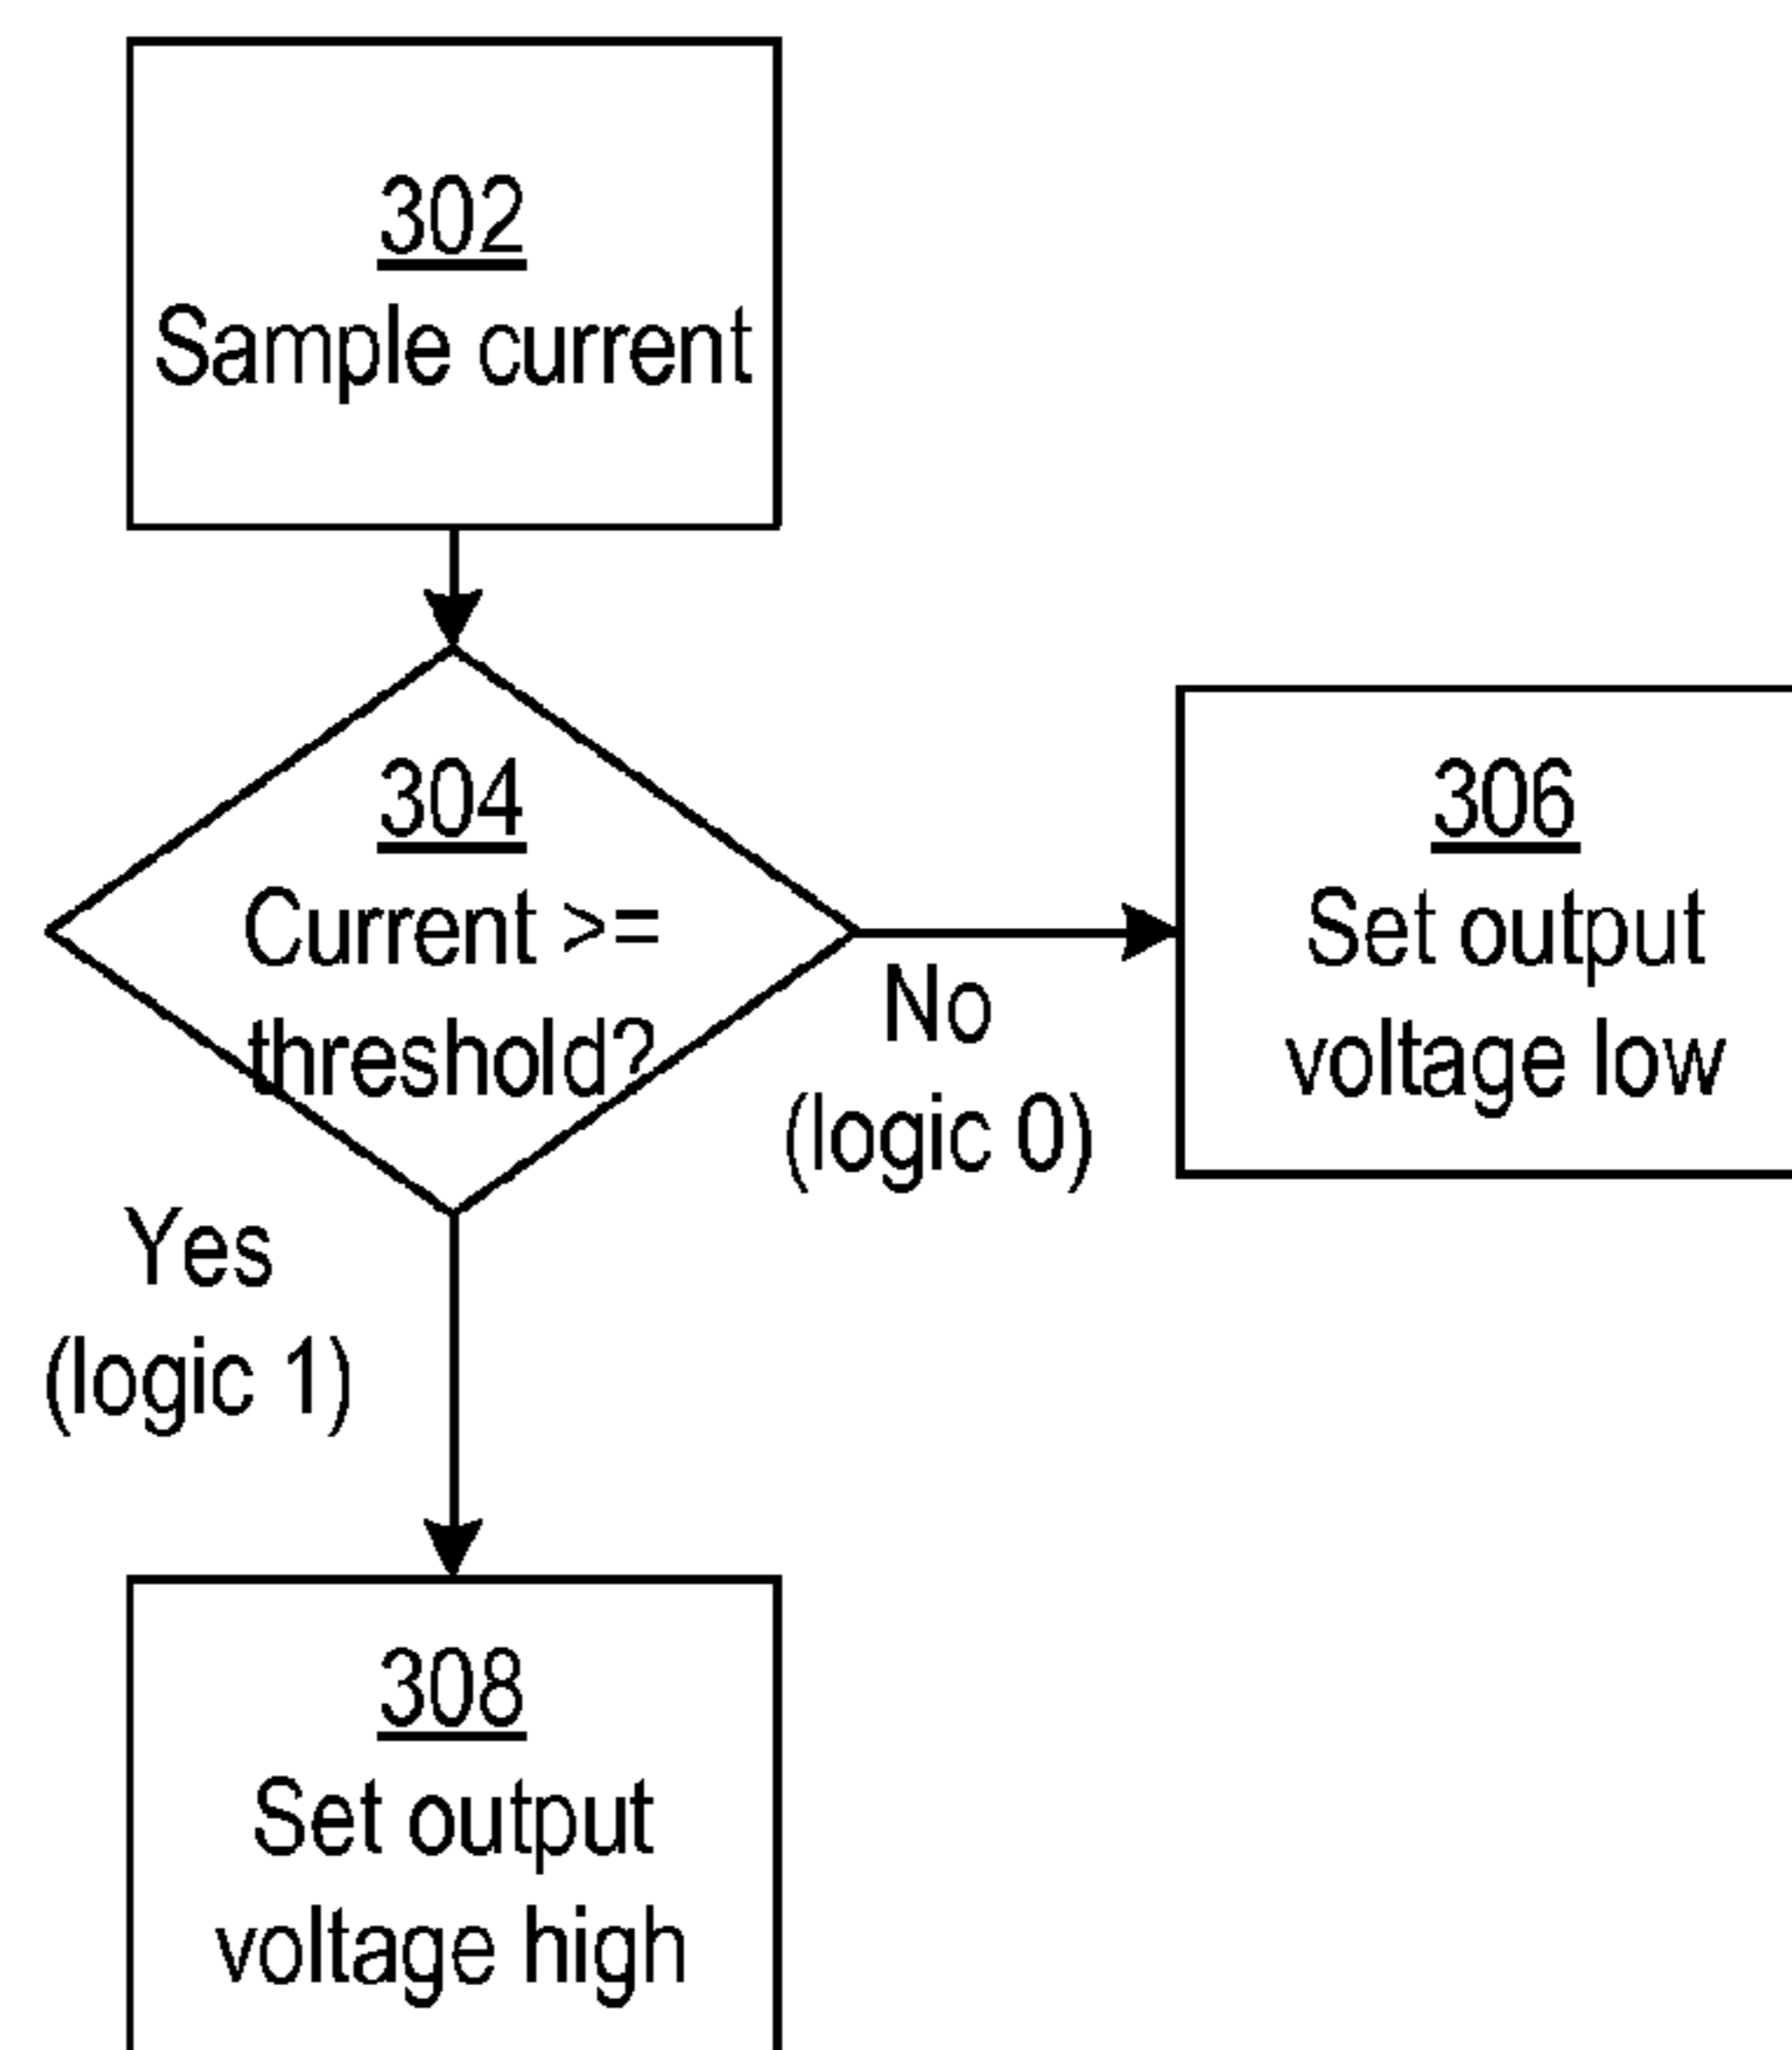 302
Sample current
304
Current >=
threshold?
No
(logic 0)
306
Set output
voltage low
Yes
(logic 1)
308
Set output
voltage high